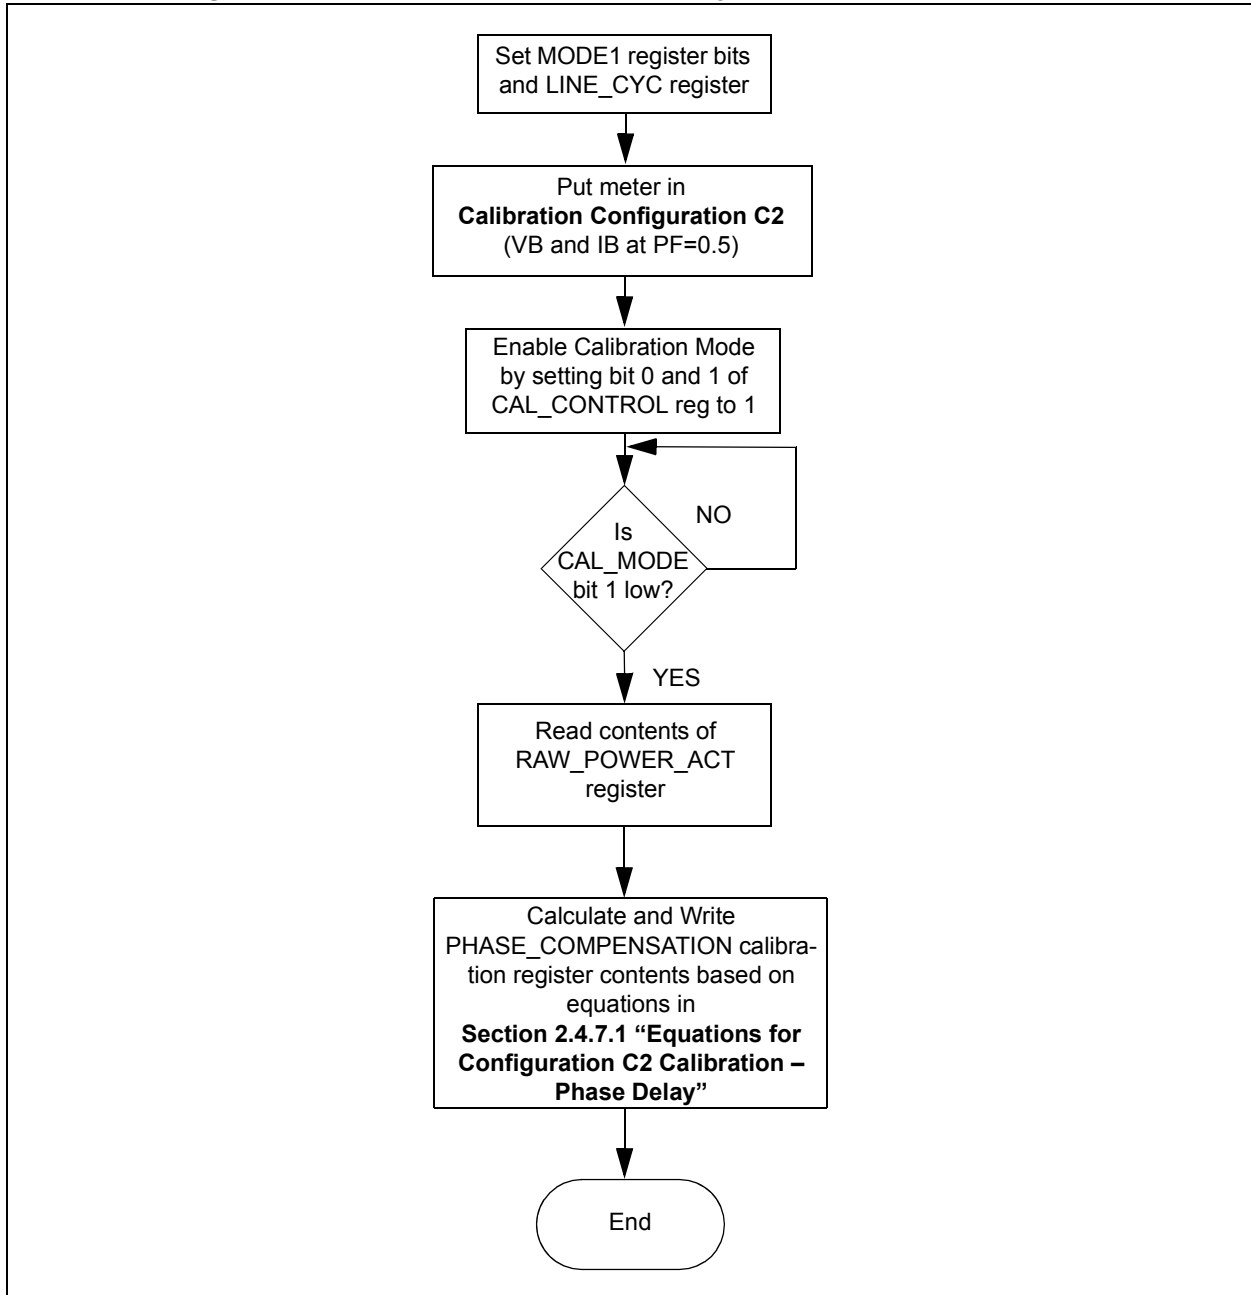 Set MODE1 register bits
and LINE_CYC register
Put meter in
Calibration Configuration C2
(VB and IB at PF=0.5)
Enable Calibration Mode
by setting bit 0 and 1 of
CAL_CONTROL reg to 1
NO
Is
CAL_MODE
bit 1 low?
YES
Read contents of
RAW_POWER_ACT
register
Calculate and Write
PHASE_COMPENSATION calibra-
tion register contents based on
equations in
Section 2.4.7.1 “Equations for
Configuration C2 Calibration –
Phase Delay”
End